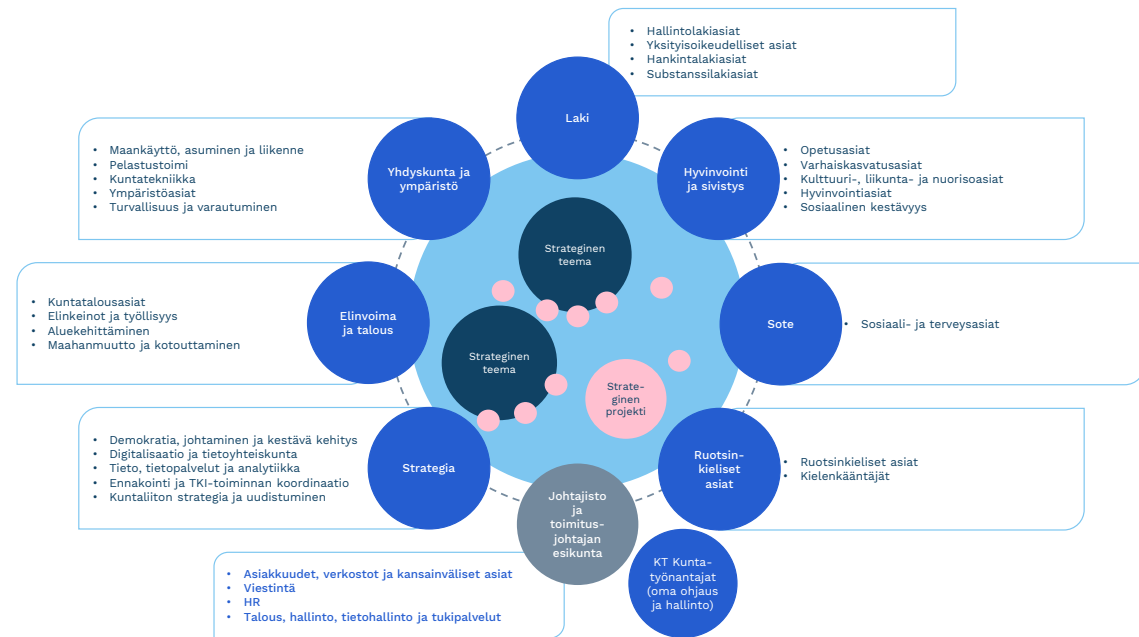 Laki
• Hallintolakiasiat
• Yksityisoikeudelliset asiat
• Hankintalakiasiat
• Substanssilakiasiat
Yhdyskunta ja
ympäristö
• Maankäyttö, asuminen ja liikenne
• Pelastustoimi
• Kuntatekniikka
• Ympäristöasiat
• Turvallisuus ja varautuminen
Hyvinvointi
ja sivistys
• Opetusasiat
• Varhaiskasvatusasiat
• Kulttuuri-, liikunta- ja nuorisoasiat
• Hyvinvointiasiat
• Sosiaalinen kestävyys
Strateginen
teema
Elinvoima
ja talous
• Kuntatalousasiat
• Elinkeinot ja työllisyys
• Aluekehittäminen
• Maahanmuutto ja kotouttaminen
Strateginen
teema
Sote
• Sosiaali- ja terveysasiat
Strate-
ginen
projekti
Strategia
• Demokratia, johtaminen ja kestävä kehitys
• Digitalisaatio ja tietoyhteiskunta
• Tieto, tietopalvelut ja analytiikka
• Ennakointi ja TKI-toiminnan koordinaatio
• Kuntaliiton strategia ja uudistuminen
Ruotsin-
kieliset
asiat
• Ruotsinkieliset asiat
• Kielenkääntäjät
Johtajisto
ja
toimitus-
johtajan
esikunta
• Asiakkuudet, verkostot ja kansainväliset asiat
• Viestintä
• HR
• Talous, hallinto, tietohallinto ja tukipalvelut
KT Kunta-
työnantajat
(oma ohjaus
ja hallinto)